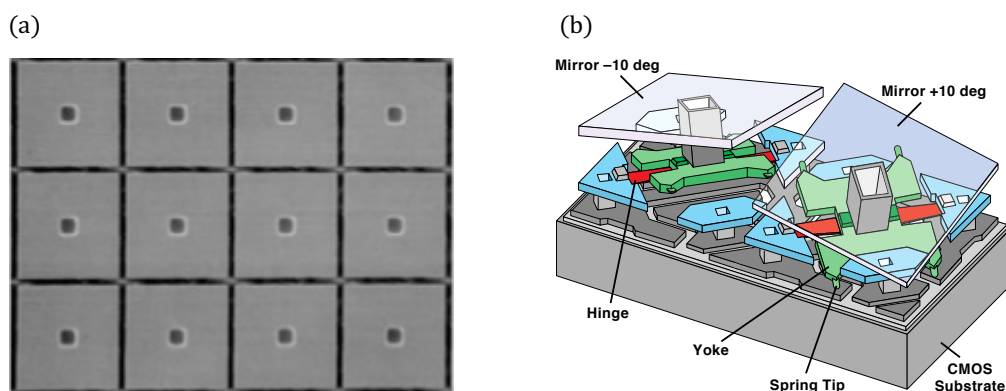 (a)
(b)
Mirror –10 deg
Mirror +10 deg
Hinge
Yoke
Spring Tip
CMOS
Substrate